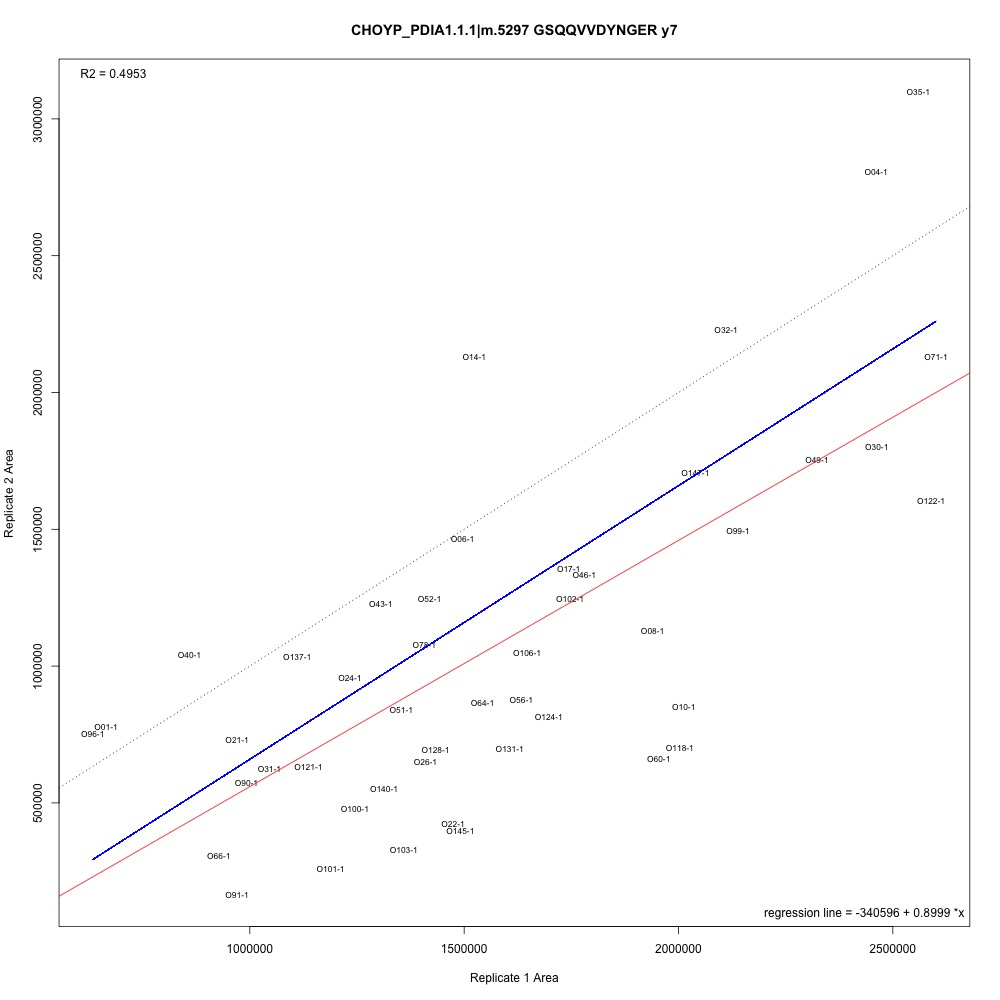 CHOYP_PDIA1.1.1|m.5297 GSQQVVDYNGER y7
R2 = 0.4953
O35-1
3000000
O04-1
2500000
O32-1
O14-1
O71-1
2000000
O30-1
O49-1
O147-1
O122-1
Replicate 2 Area
1500000
O99-1
O06-1
O17-1
O46-1
O52-1
O102-1
O43-1
O08-1
O78-1
O106-1
O40-1
O137-1
1000000
O24-1
O56-1
O64-1
O10-1
O51-1
O124-1
O01-1
O96-1
O21-1
O128-1
O131-1
O118-1
O60-1
O26-1
O31-1
O121-1
O90-1
O140-1
500000
O100-1
O22-1
O145-1
O103-1
O66-1
O101-1
O91-1
regression line = -340596 + 0.8999 *x
1000000 1500000 2000000 2500000
Replicate 1 Area